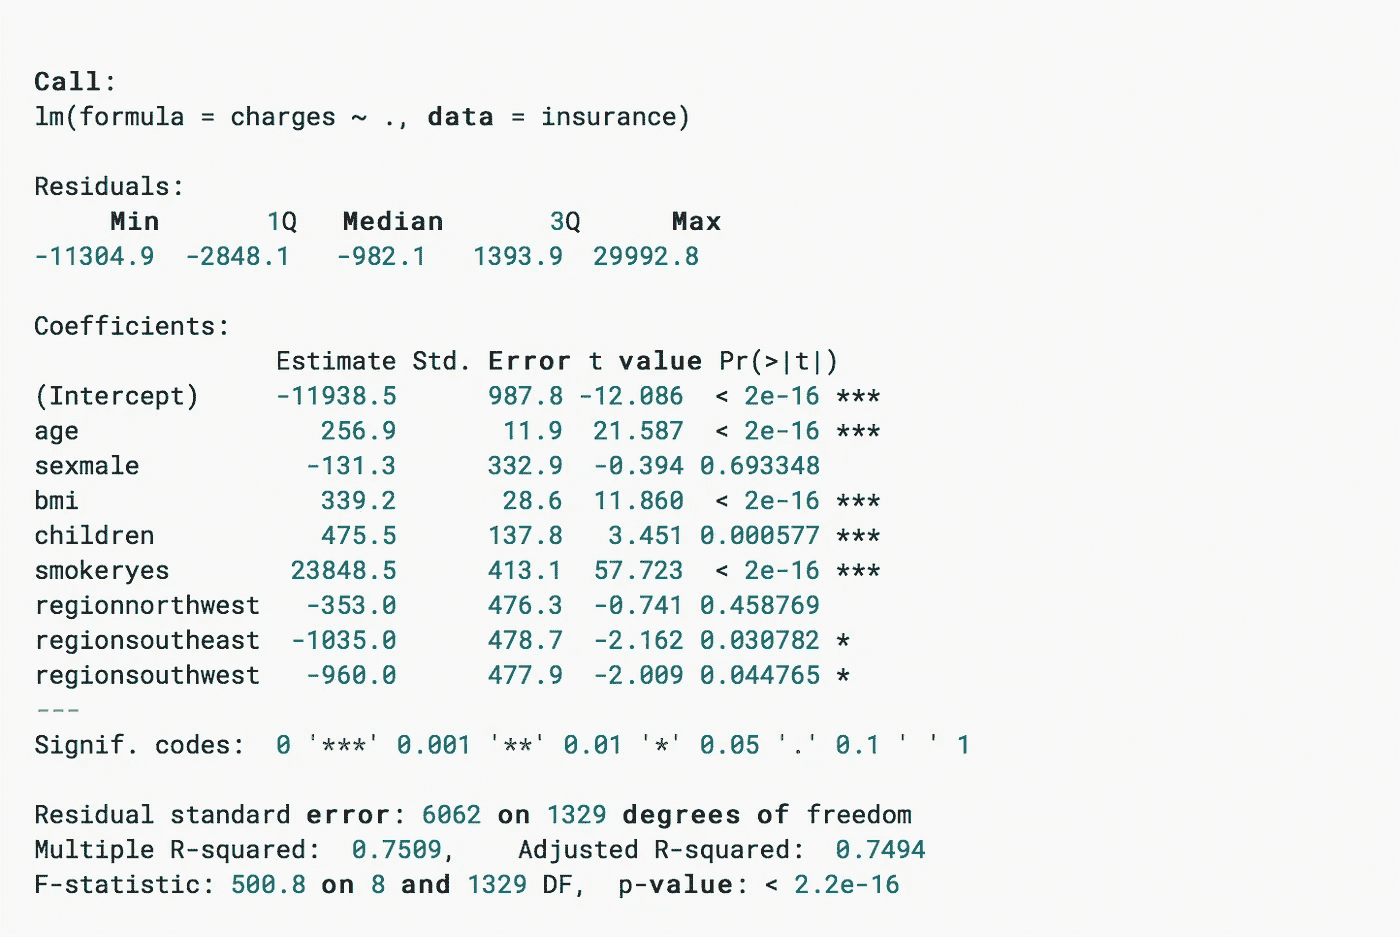 Call:
lm(formula = charges ~ ., data = insurance)
Residuals:
Min 1Q Median 3Q Max
-11304.9 -2848.1 -982.1 1393.9 29992.8
Coefficients:
Estimate Std. Error t value Pr(>|t|)
(Intercept) -11938.5 987.8 -12.086 < 2e-16 ***
age 256.9 11.9 21.587 < 2e-16 ***
sexmale -131.3 332.9 -0.394 0.693348
bmi 339.2 28.6 11.860 < 2e-16 ***
children 475.5 137.8 3.451 0.000577 ***
smokeryes 23848.5 413.1 57.723 < 2e-16 ***
regionnorthwest -353.0 476.3 -0.741 0.458769
regionsoutheast -1035.0 478.7 -2.162 0.030782 *
regionsouthwest -960.0 477.9 -2.009 0.044765 *
---
Signif. codes: 0 '***' 0.001 '**' 0.01 '*' 0.05 '.' 0.1 ' ' 1
Residual standard error: 6062 on 1329 degrees of freedom
Multiple R-squared: 0.7509, Adjusted R-squared: 0.7494
F-statistic: 500.8 on 8 and 1329 DF, p-value: < 2.2e-16